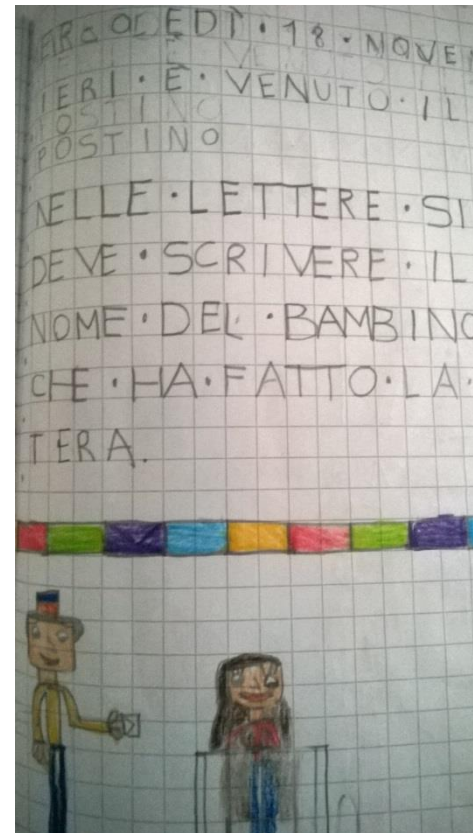 MERCOLEDÌ · 18 · NOVE
IERI · È · VENUTO · IL
POSTINO
NELLE · LETTERE · SI
DEVE · SCRIVERE · IL
NOME · DEL · BAMBINO
CHE · HA · FATTO · LA ·
TERA.